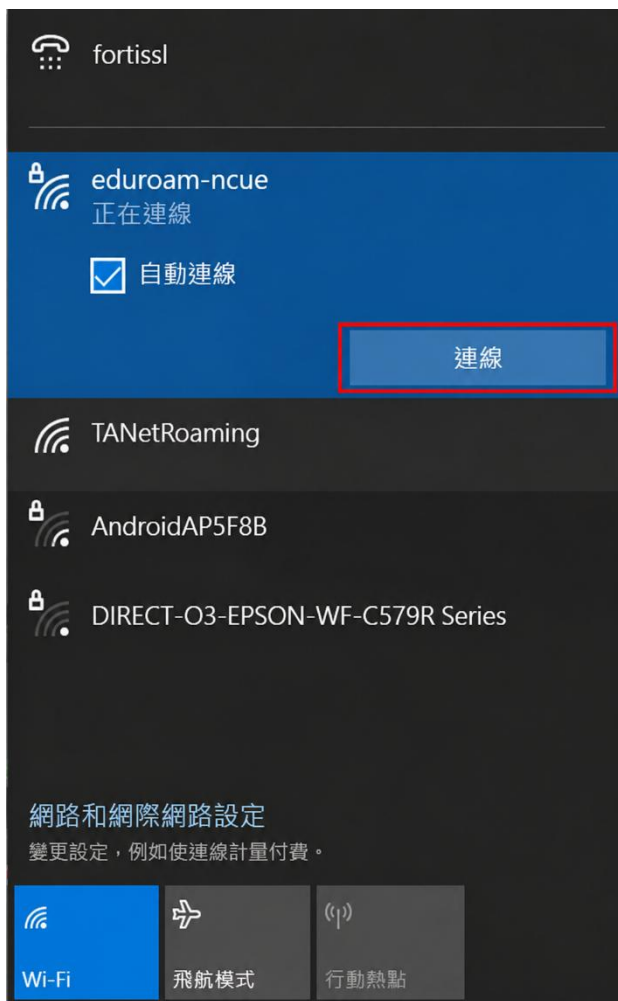 fortissl
eduroam-ncue
正在連線
自動連線
連線
TANetRoaming
AndroidAP5F8B
DIRECT-O3-EPSON-WF-C579R Series
網路和網際網路設定
變更設定，例如使連線計量付費。
Wi-Fi
飛航模式
行動熱點